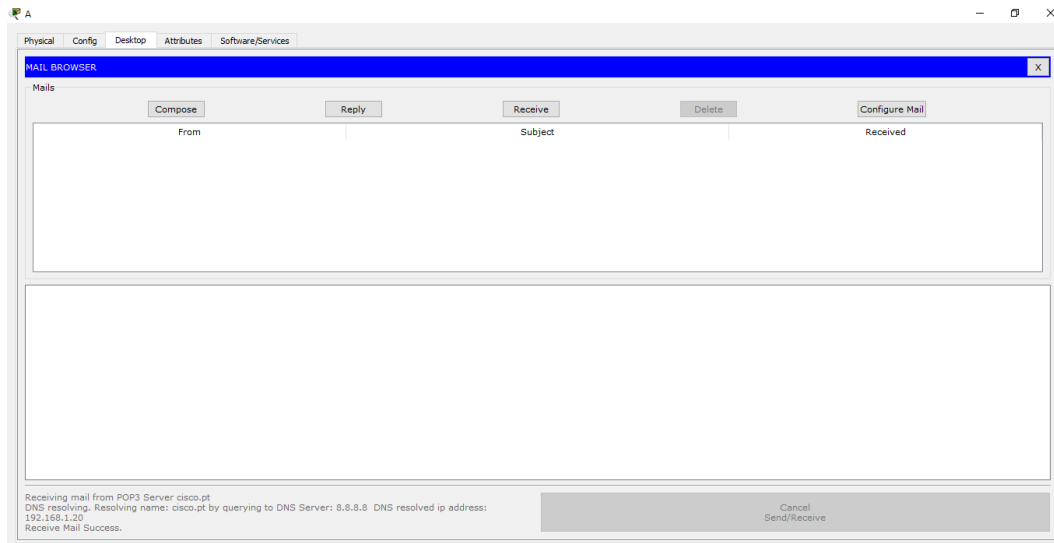 A
Physical Config Desktop Attributes Software/Services
MAIL BROWSER X
Mails
Compose Reply Receive Delete Configure Mail
From Subject Received
Receiving mail from POP3 Server cisco.pt
DNS resolving. Resolving name: cisco.pt by querying to DNS Server: 8.8.8.8 DNS resolved ip address:
192.168.1.20
Receive Mail Success.
Cancel
Send/Receive